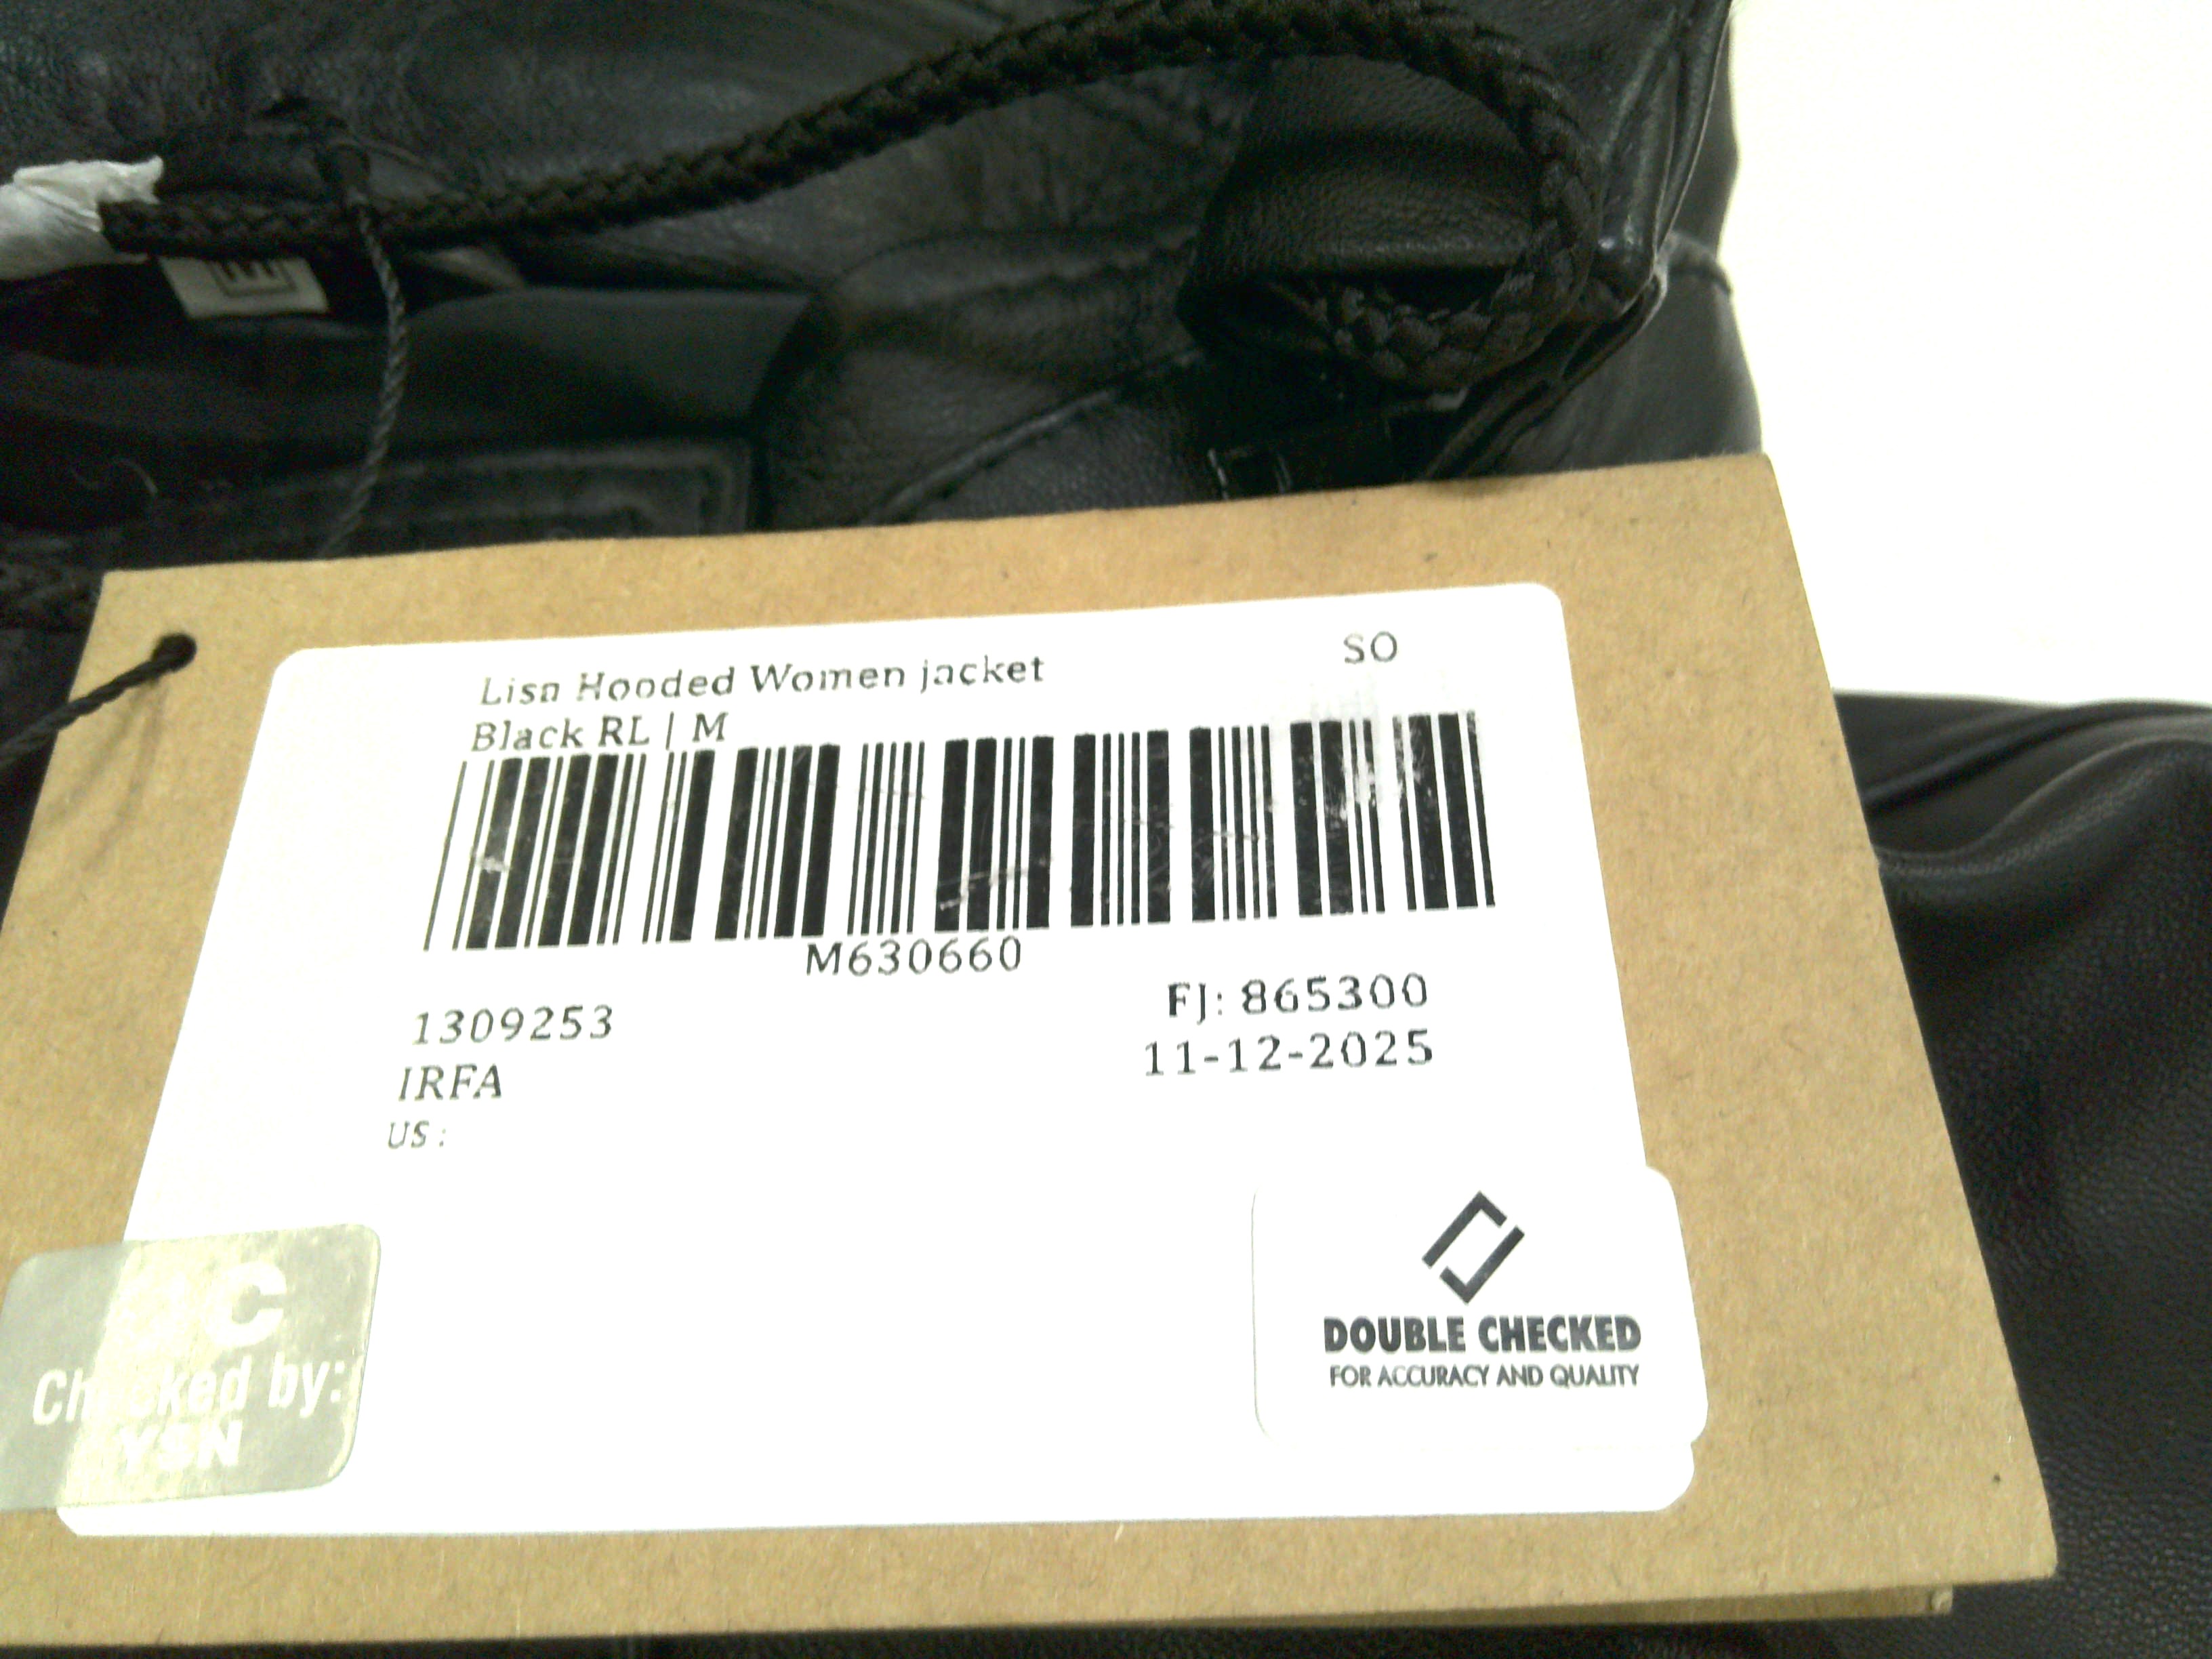 M
Lisa Hooded Women jacket
SO
Black RL | M
M630660
1309253
FJ: 865300
IRFA
11-12-2025
US :
DOUBLE CHECKED
FOR ACCURACY AND QUALITY
C
Checked by:
YSN